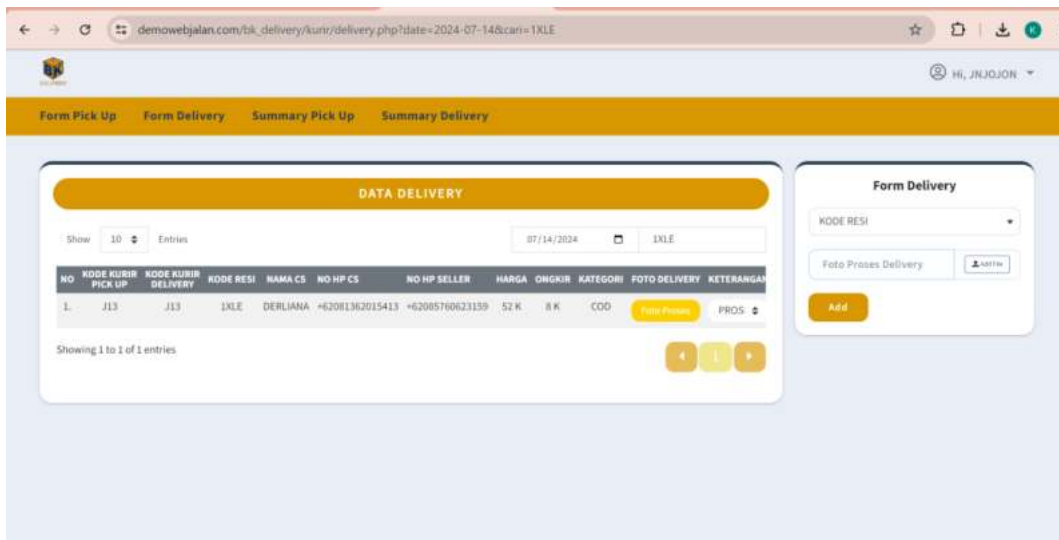 demowebjalan.com/bk_delivery/kurir/delivery.php?date=2024-07-14&cari=1XLE
K
BK
Hi, JNJOJON
Form Pick Up Form Delivery Summary Pick Up Summary Delivery
DATA DELIVERY
Show 10 Entries 07/14/2024 1XLE
NO KODE KURIR PICK UP KODE KURIR DELIVERY KODE RESI NAMA CS NO HP CS NO HP SELLER HARGA ONGKIR KATEGORI FOTO DELIVERY KETERANGAN
1. J13 J13 1XLE DERLIANA +62081362015413 +62085760623159 52 K 8 K COD Foto Proses PROS
Showing 1 to 1 of 1 entries
1
Form Delivery
KODE RESI
Foto Proses Delivery
Add